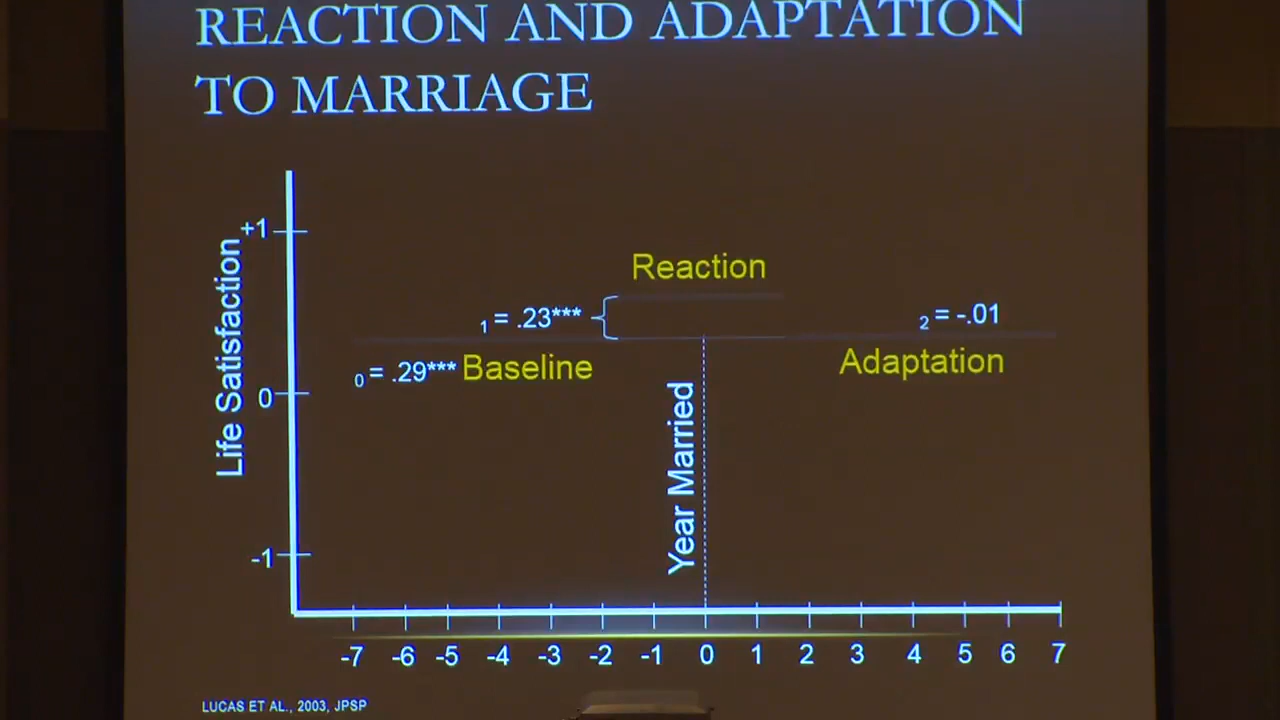 REACTION AND ADAPTATION
TO MARRIAGE
Life Satisfaction
+1
0
-1
Reaction
1 = .23***
2 = -.01
0 = .29*** Baseline
Adaptation
Year Married
-7 -6 -5 -4 -3 -2 -1 0 1 2 3 4 5 6 7
LUCAS ET AL., 2003, JPSP